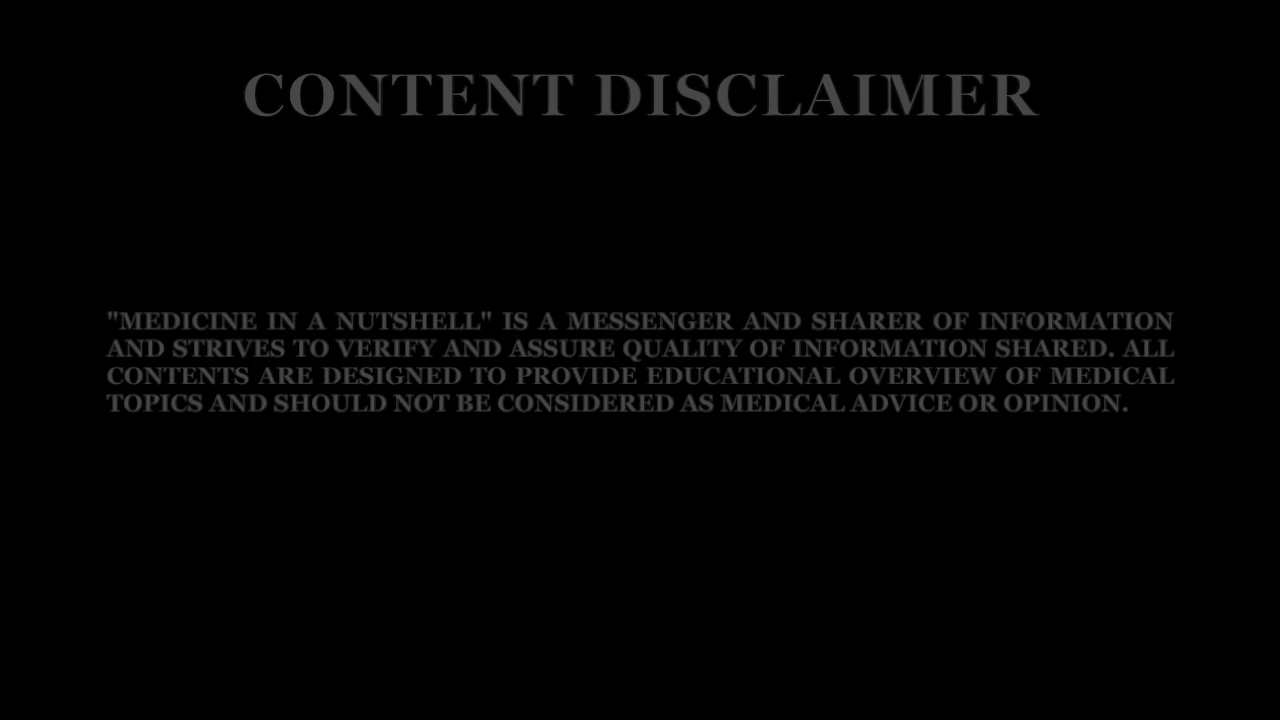 CONTENT DISCLAIMER
"MEDICINE IN A NUTSHELL" IS A MESSENGER AND SHARER OF INFORMATION
AND STRIVES TO VERIFY AND ASSURE QUALITY OF INFORMATION SHARED. ALL
CONTENTS ARE DESIGNED TO PROVIDE EDUCATIONAL OVERVIEW OF MEDICAL
TOPICS AND SHOULD NOT BE CONSIDERED AS MEDICAL ADVICE OR OPINION.